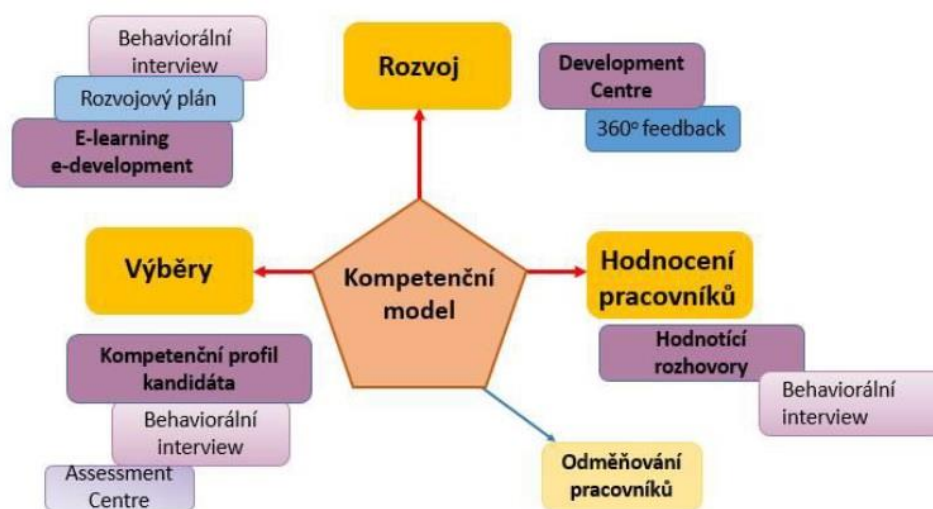 Behaviorální
interview
Rozvojový plán
E-learning
e-development
Rozvoj
Development
Centre
360° feedback
Výběry
Kompetenční
model
Hodnocení
pracovníků
Kompetenční profil
kandidáta
Behaviorální
interview
Assessment
Centre
Hodnotící
rozhovory
Behaviorální
interview
Odměňování
pracovníků